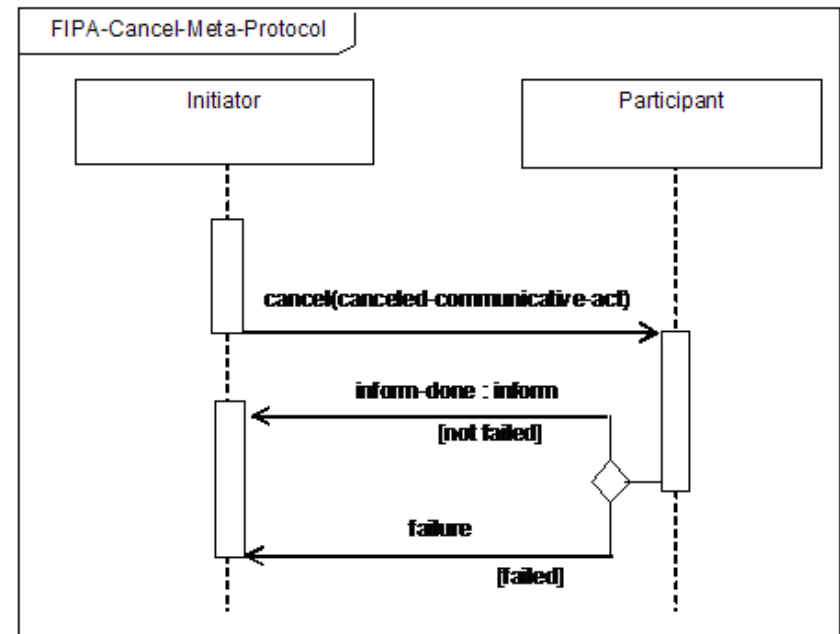 FIPA-Cancel-Meta-Protocol
Initiator
Participant
cancel(canceled-communicative-act)
inform-done : inform
[not failed]
failure
[failed]